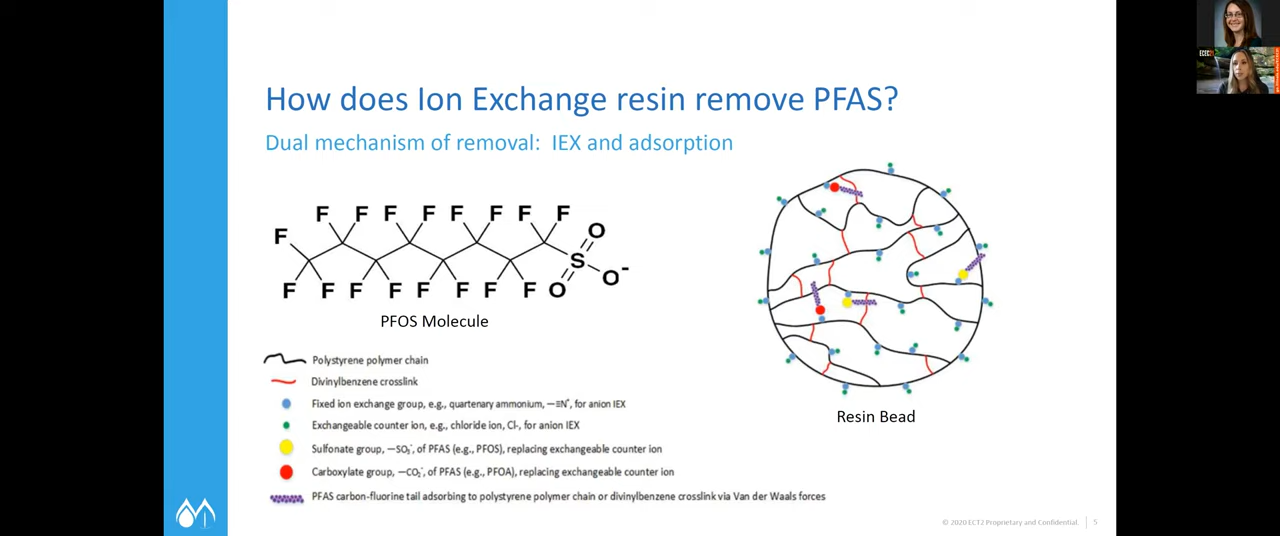 How does Ion Exchange resin remove PFAS?
Dual mechanism of removal: IEX and adsorption
F F F F F F F F
F
O
S
O-
F F F F F F F F O
PFOS Molecule
Polystyrene polymer chain
Divinylbenzene crosslink
Fixed ion exchange group, e.g., quartenary ammonium, —≡N⁺, for anion IEX
Exchangeable counter ion, e.g., chloride ion, Cl-, for anion IEX
Sulfonate group, —SO₃⁻, of PFAS (e.g., PFOS), replacing exchangeable counter ion
Carboxylate group, —CO₂⁻, of PFAS (e.g., PFOA), replacing exchangeable counter ion
PFAS carbon-fluorine tail adsorbing to polystyrene polymer chain or divinylbenzene crosslink via Van der Waals forces
Resin Bead
© 2020 ECT2 Proprietary and Confidential.
5